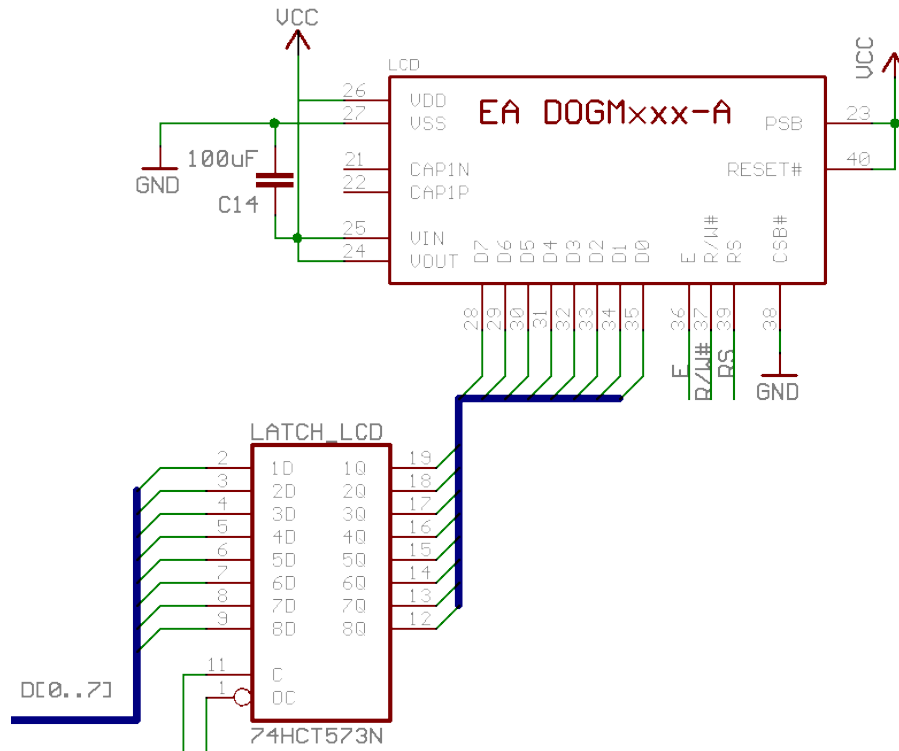 VCC
LCD
VCC
26 VDD
27 VSS
EA DOGMxxx-A
PSB 23
100uF
GND
C14
21 CAP1N
22 CAP1P
RESET# 40
25 VIN
24 VOUT
D7 D6 D5 D4 D3 D2 D1 D0 E R/W# RS CSB#
28 29 30 31 32 33 34 35 36 37 39 38
E R/W# RS
GND
LATCH_LCD
2 1D 1Q 19
3 2D 2Q 18
4 3D 3Q 17
5 4D 4Q 16
6 5D 5Q 15
7 6D 6Q 14
8 7D 7Q 13
9 8D 8Q 12
11 C
1 OC
D[0..7]
74HCT573N